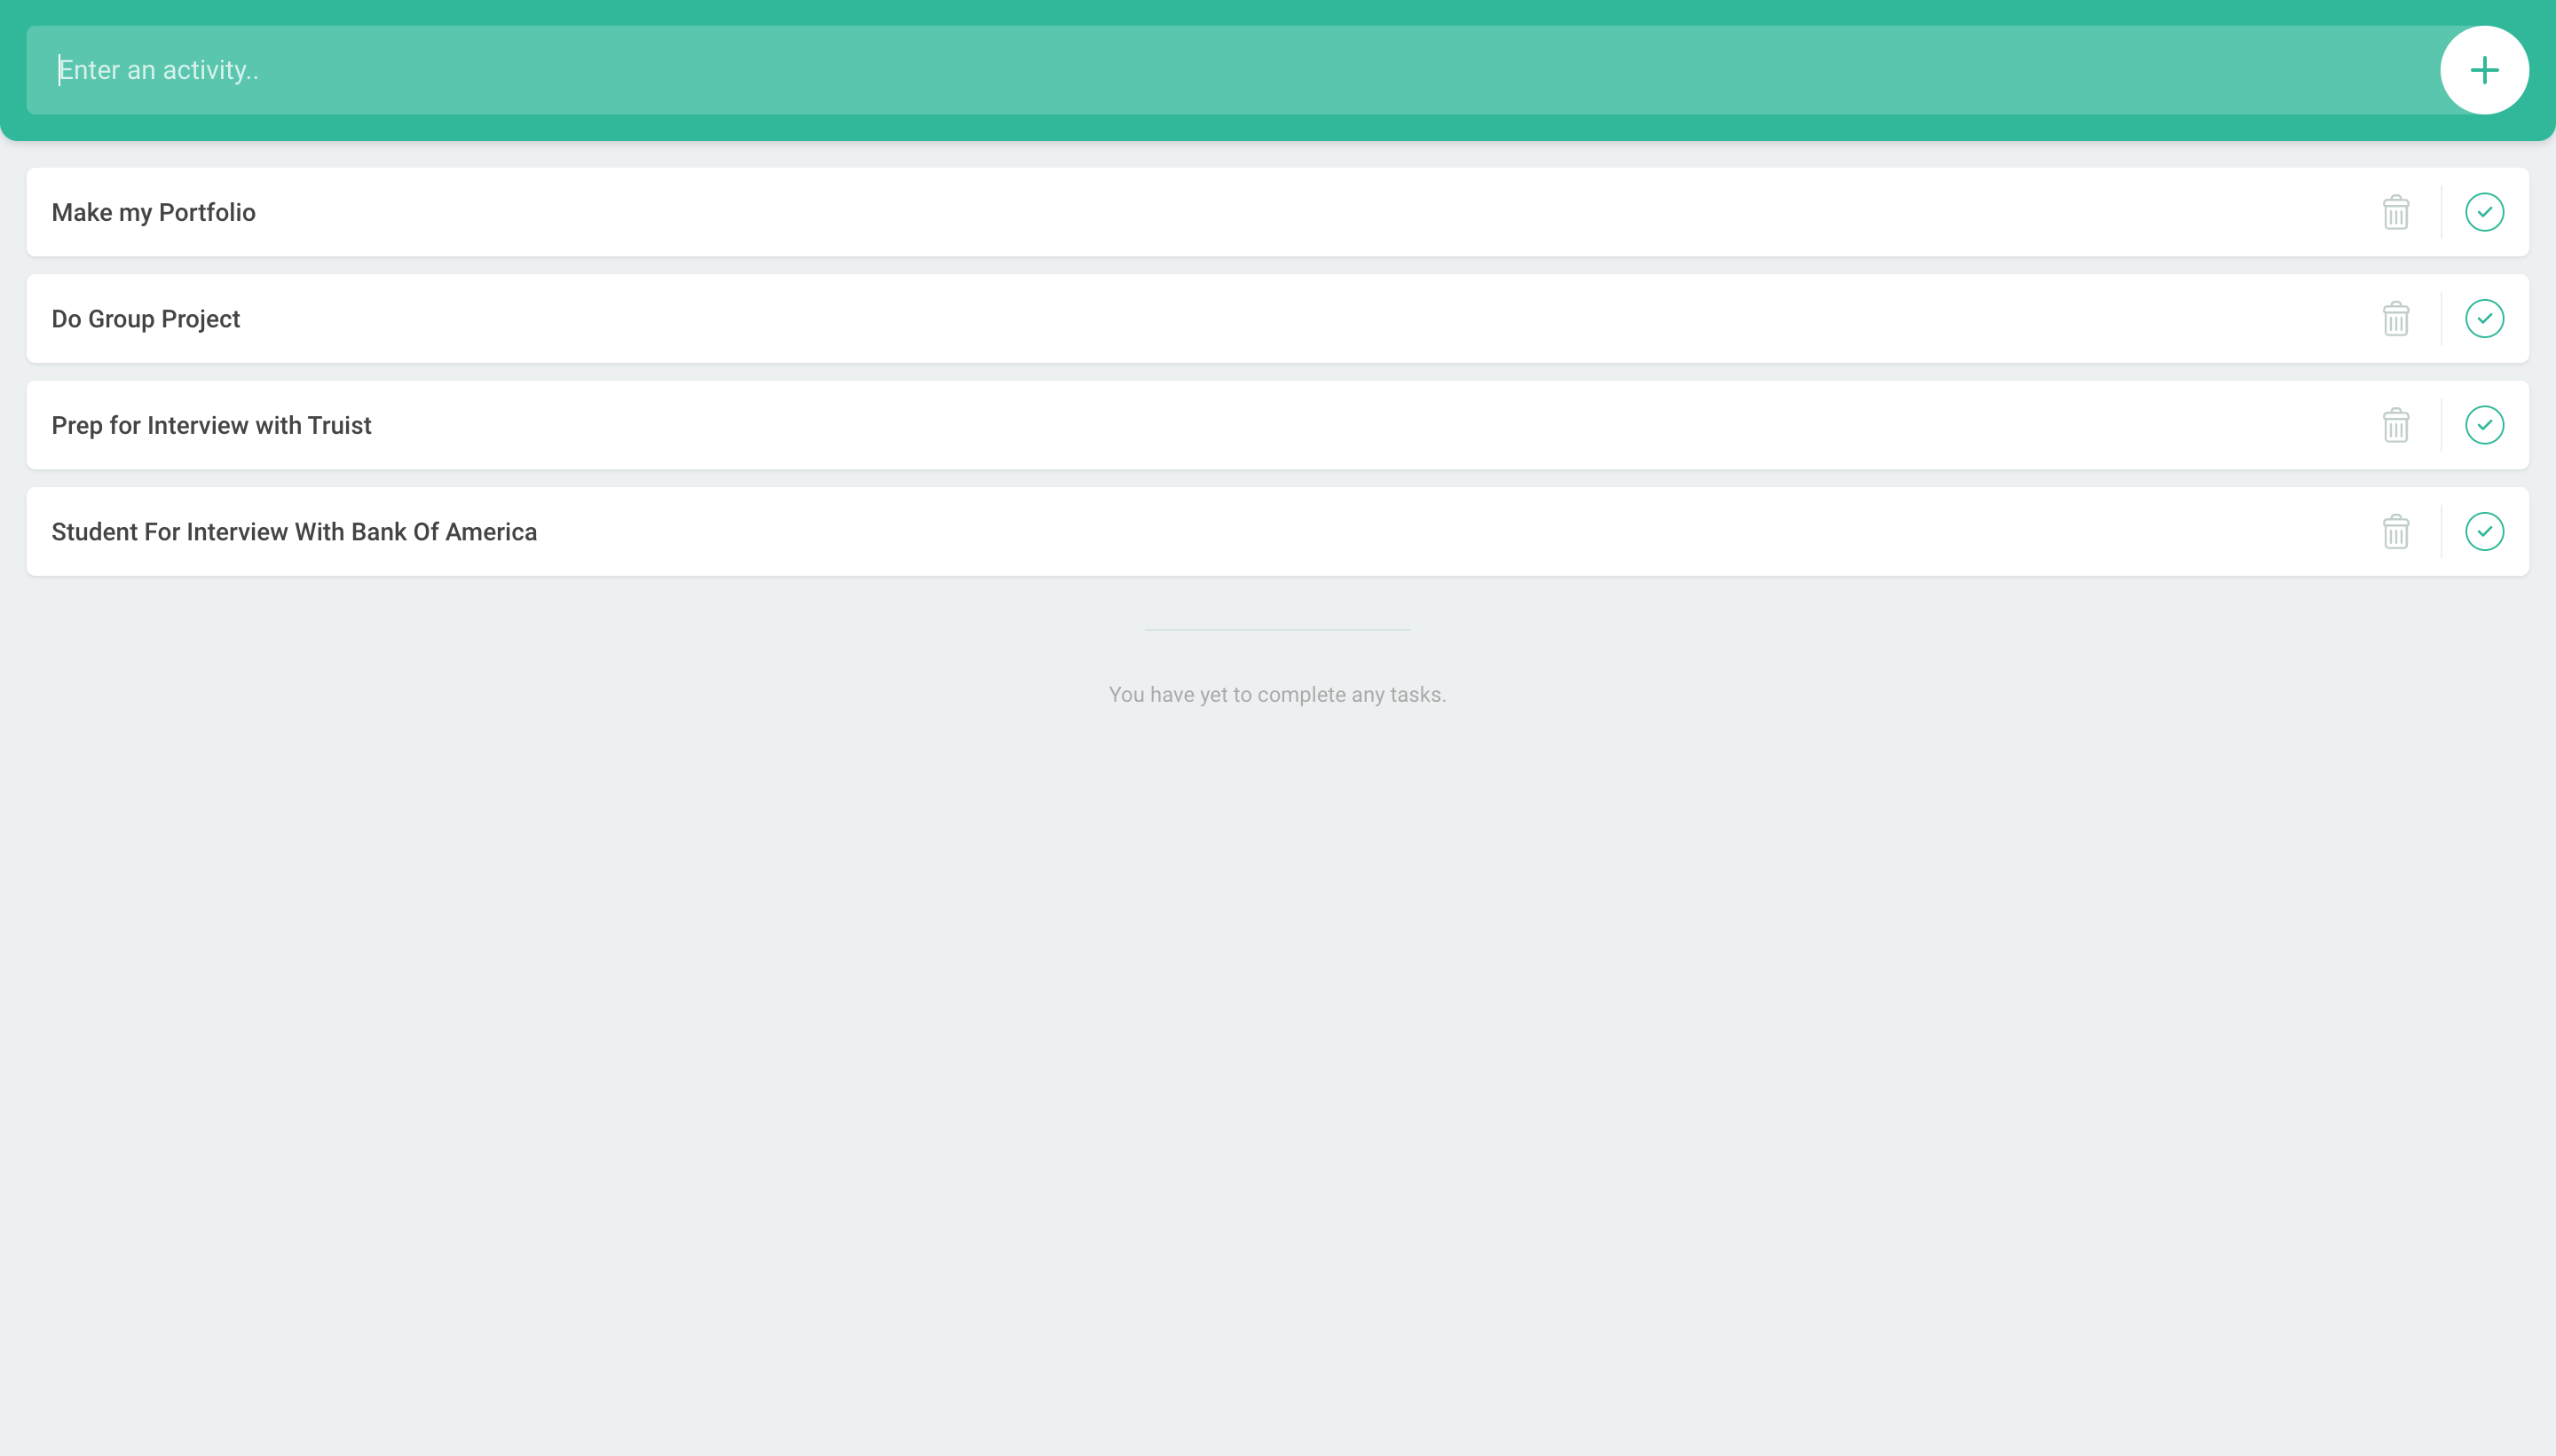 Enter an activity..
Make my Portfolio
Do Group Project
Prep for Interview with Truist
Student For Interview With Bank Of America
You have yet to complete any tasks.